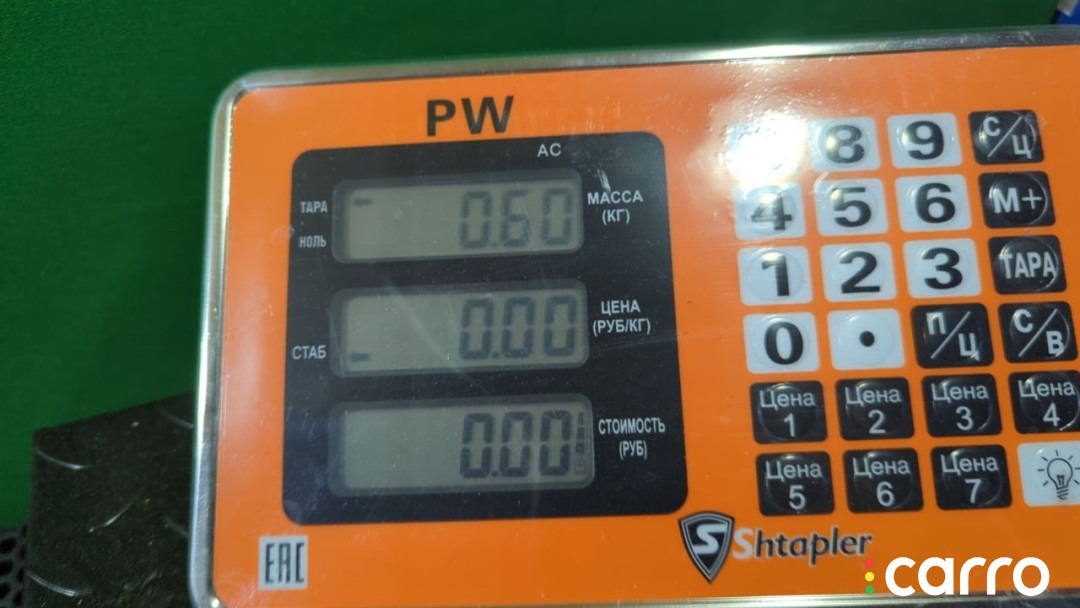 PW
AC
ТАРА
0.60
МАССА
(КГ)
НОЛЬ
0.00
ЦЕНА
(РУБ/КГ)
СТАБ
0.00
СТОИМОСТЬ
(РУБ)
8
9
С/Ц
4
5
6
М+
1
2
3
ТАРА
0
.
П/Ц
С/В
Цена
1
Цена
2
Цена
3
Цена
4
Цена
5
Цена
6
Цена
7
EAC
S Shtapler
carro